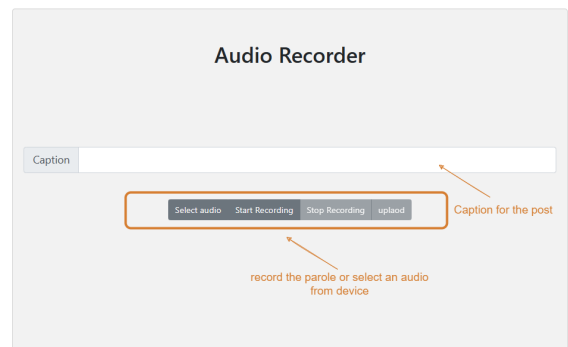 Audio Recorder
Caption
Select audio Start Recording Stop Recording uplaod
Caption for the post
record the parole or select an audio
from device